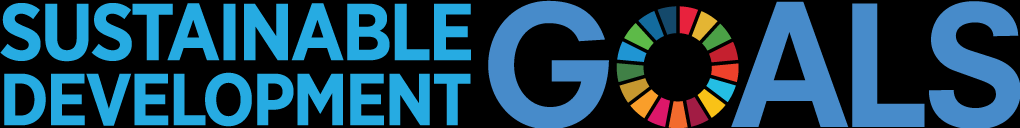 SUSTAINABLE
DEVELOPMENT GOALS